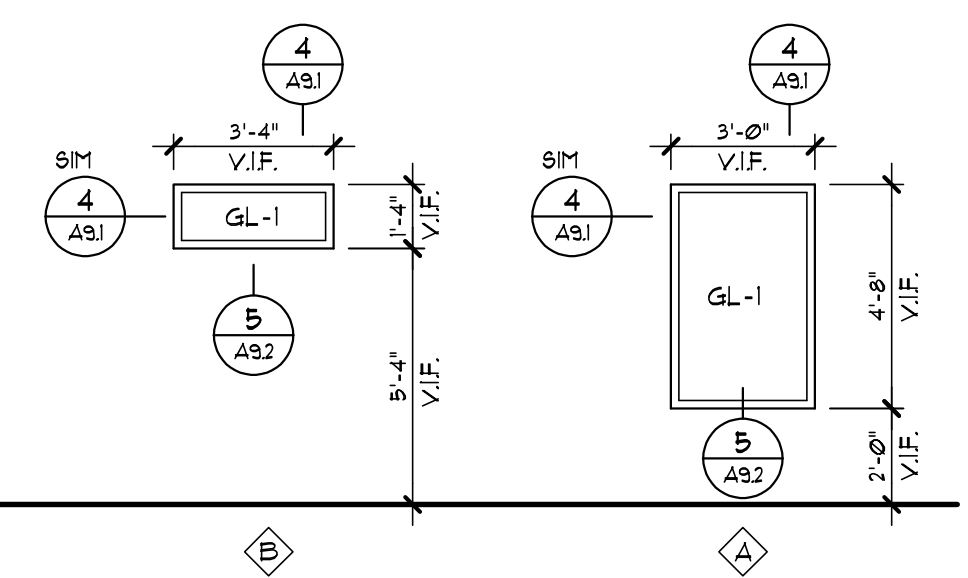 4
A9.1
3'-4"
V.I.F.
SIM
4
A9.1
GL-1
1'-4"
V.I.F.
5
A9.2
5'-4"
V.I.F.
B
4
A9.1
3'-0"
V.I.F.
SIM
4
A9.1
GL-1
4'-8"
V.I.F.
5
A9.2
2'-0"
V.I.F.
A